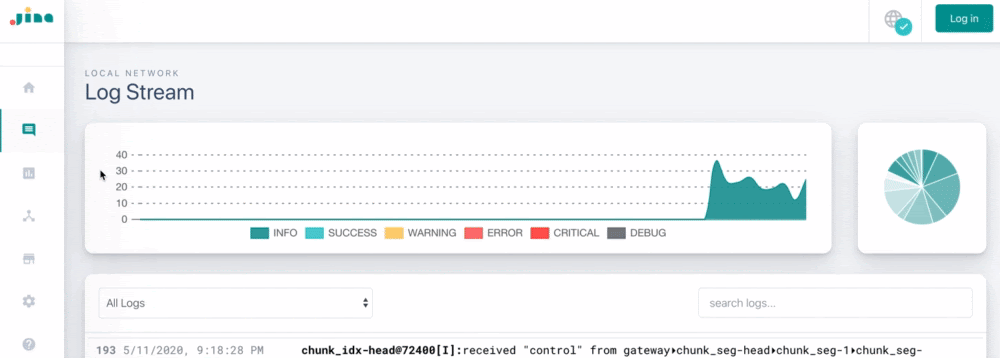 Jina
Log in
LOCAL NETWORK
Log Stream
40
30
20
10
0
INFO SUCCESS WARNING ERROR CRITICAL DEBUG
All Logs
search logs...
193 5/11/2020, 9:18:28 PM chunk_idx-head@72400[I]:received "control" from gateway▸chunk_seg-head▸chunk_seg-1▸chunk_seg-